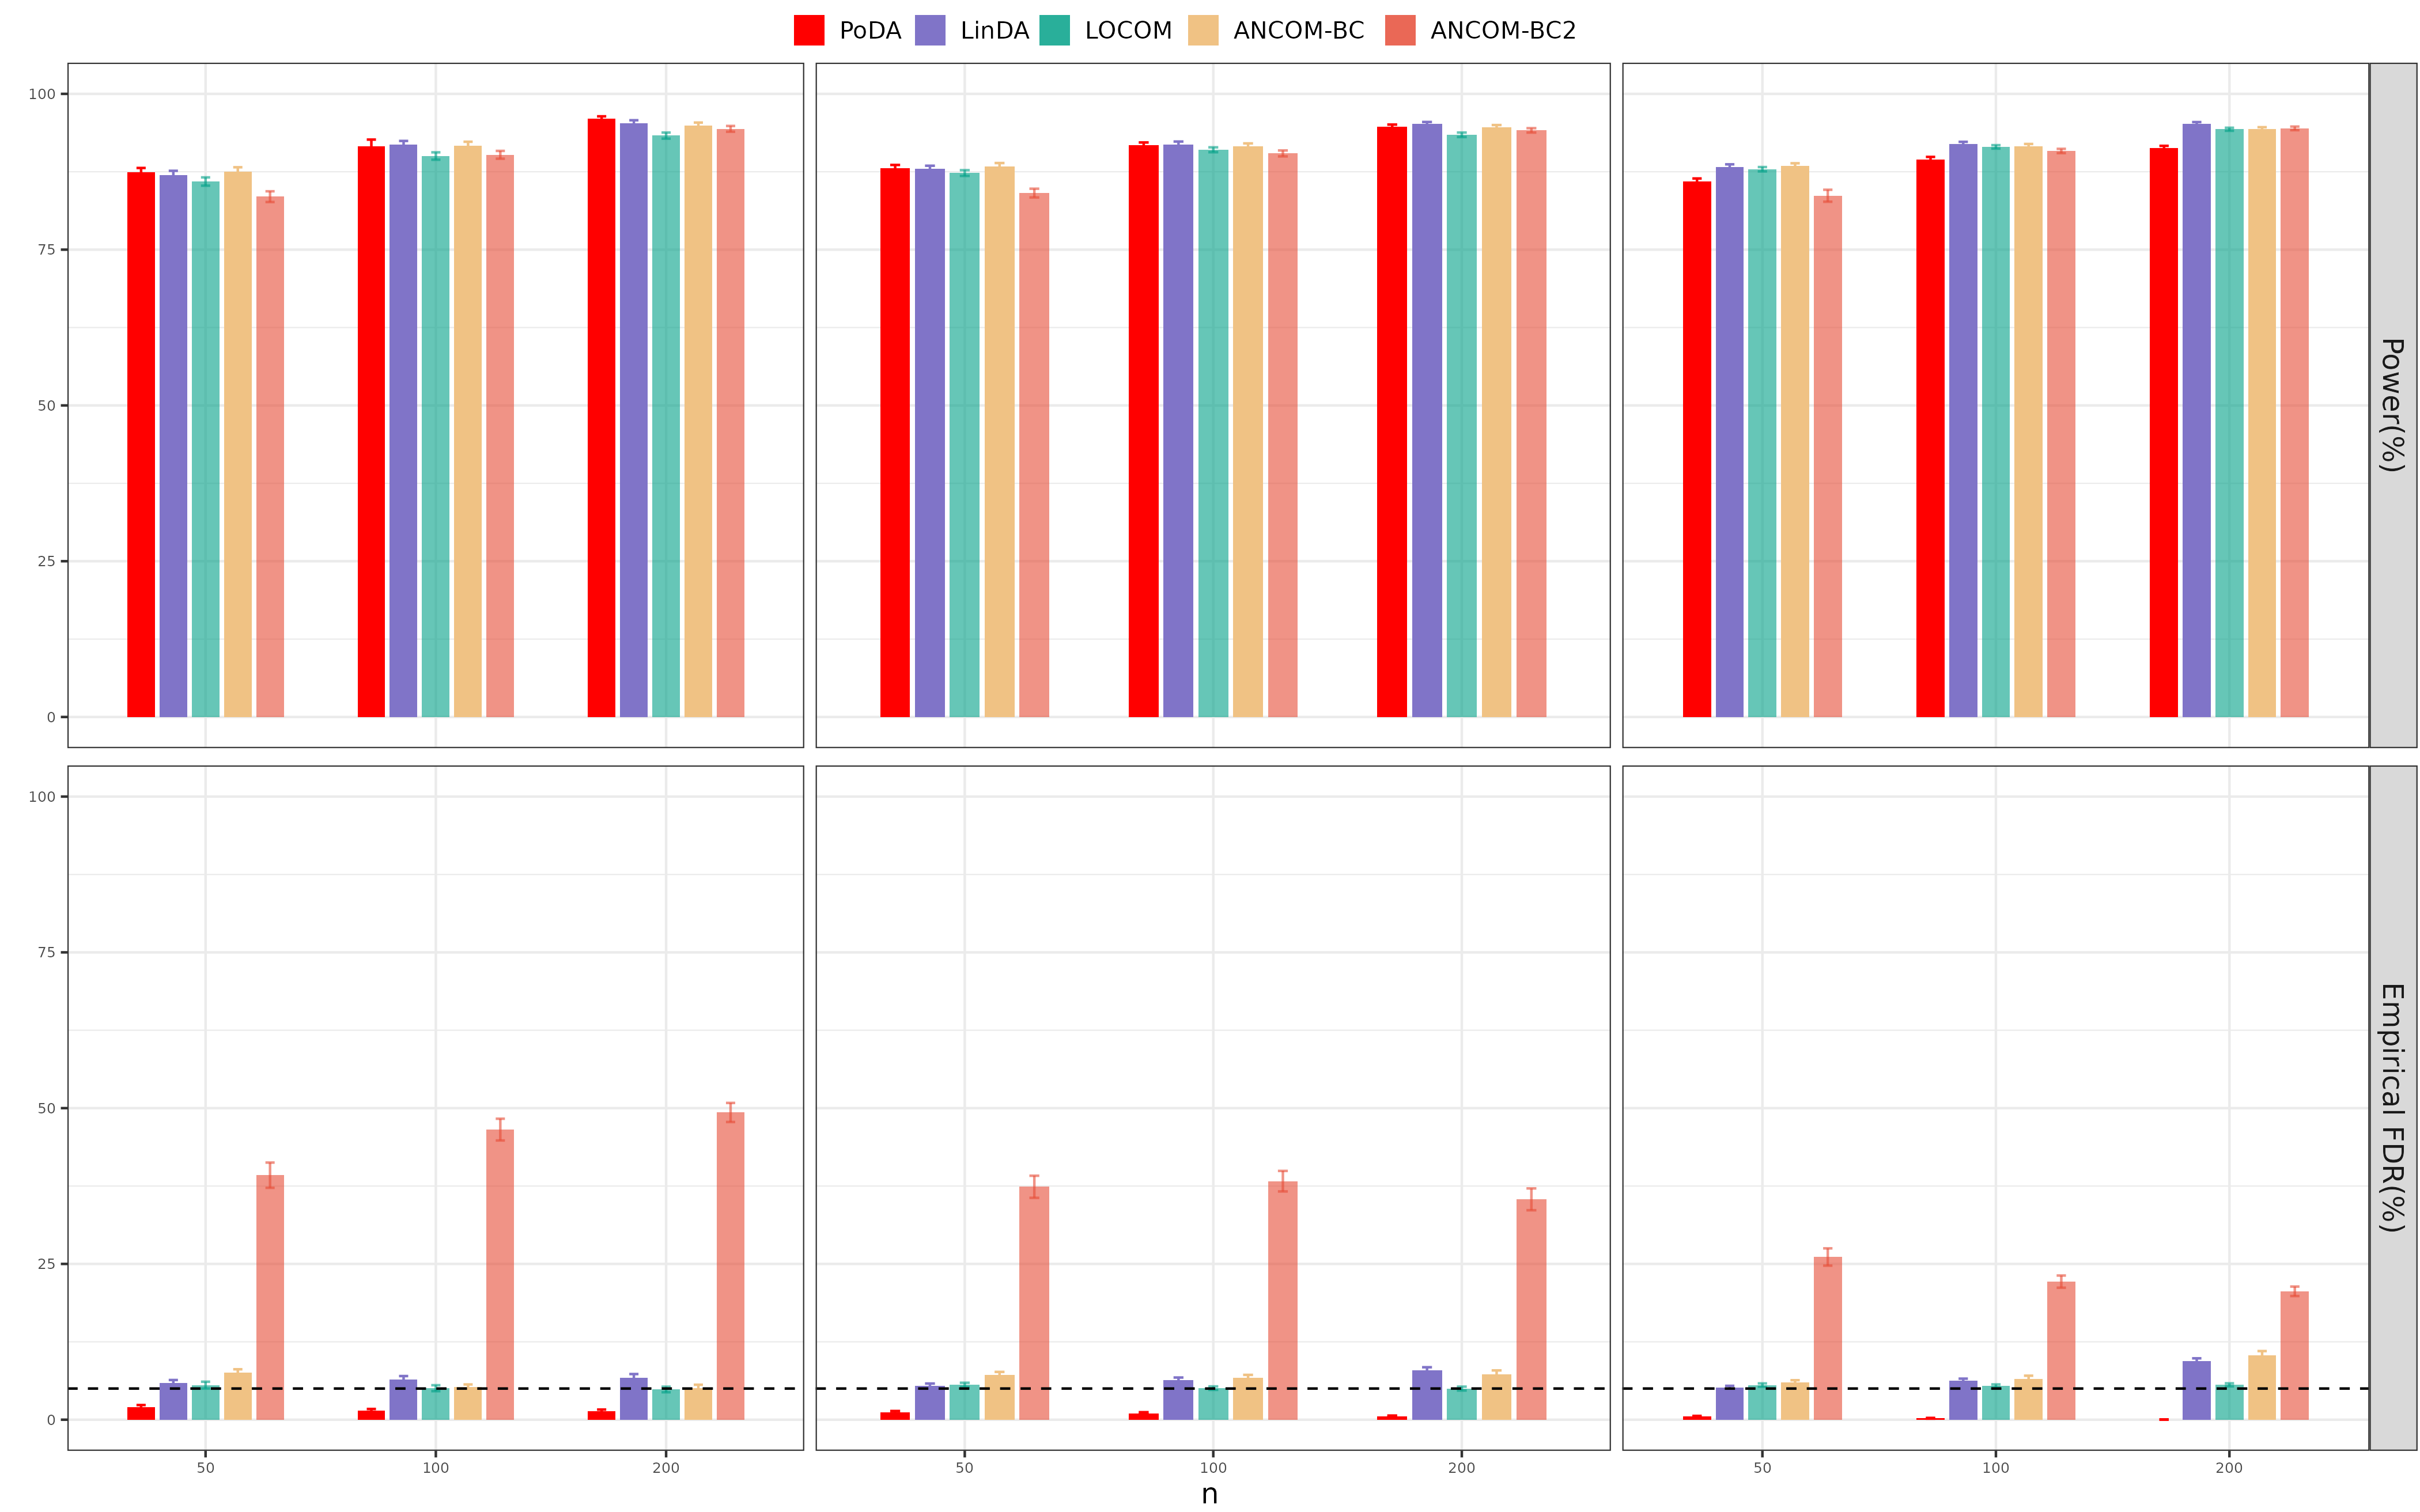 PoDA LinDA LOCOM ANCOM-BC ANCOM-BC2
100
75
50
25
0
Power(%)
100
75
50
25
0
Empirical FDR(%)
50 100 200 50 100 200 50 100 200
n